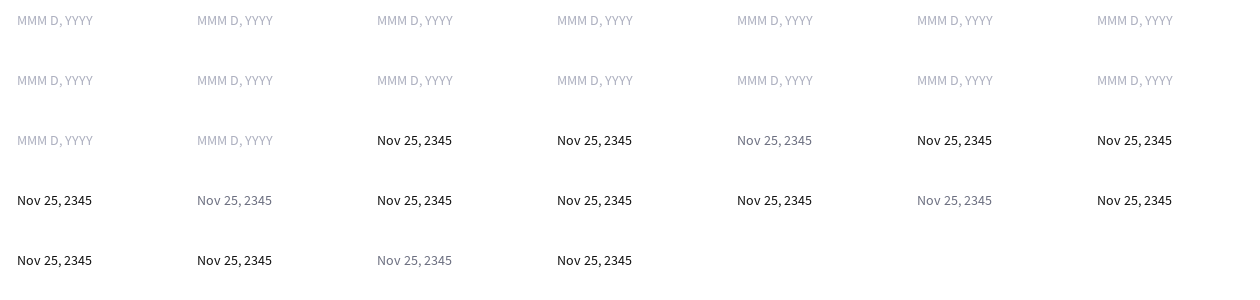 MMM D, YYYY MMM D, YYYY MMM D, YYYY MMM D, YYYY MMM D, YYYY MMM D, YYYY MMM D, YYYY
MMM D, YYYY MMM D, YYYY MMM D, YYYY MMM D, YYYY MMM D, YYYY MMM D, YYYY MMM D, YYYY
MMM D, YYYY MMM D, YYYY Nov 25, 2345 Nov 25, 2345 Nov 25, 2345 Nov 25, 2345 Nov 25, 2345
Nov 25, 2345 Nov 25, 2345 Nov 25, 2345 Nov 25, 2345 Nov 25, 2345 Nov 25, 2345 Nov 25, 2345
Nov 25, 2345 Nov 25, 2345 Nov 25, 2345 Nov 25, 2345